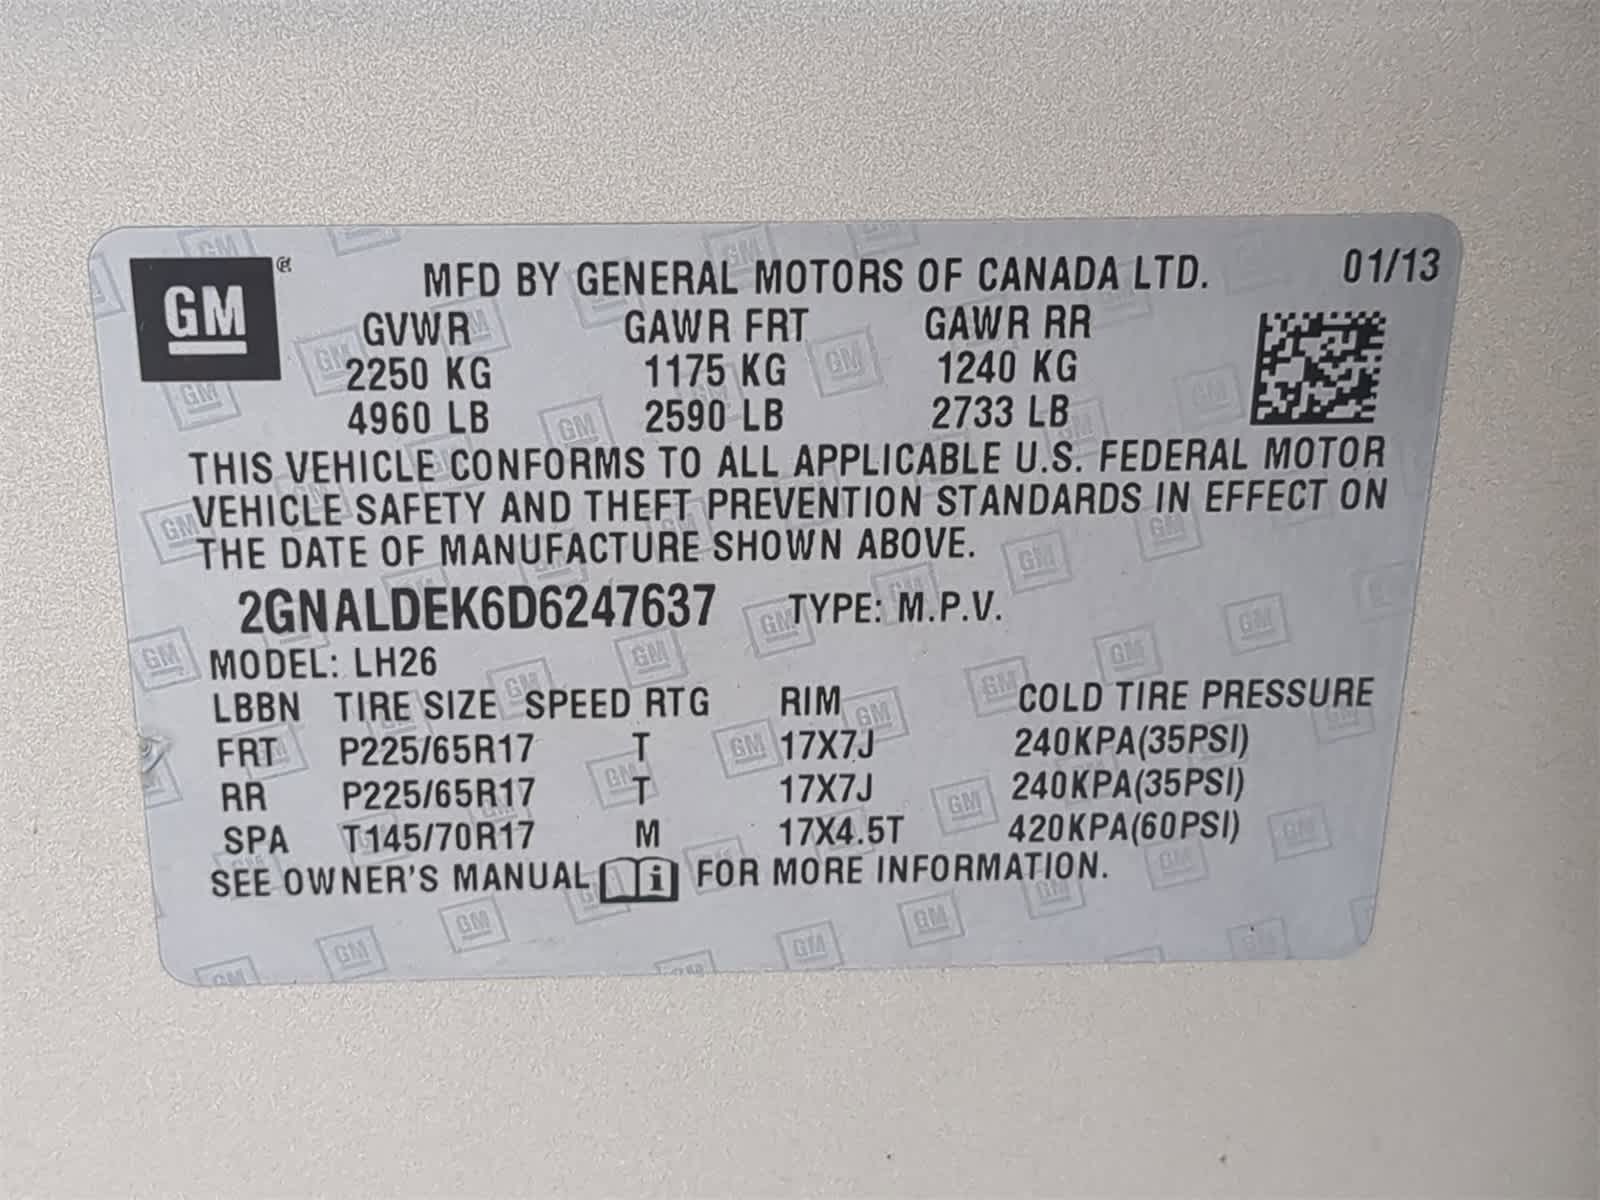 GM
MFD BY GENERAL MOTORS OF CANADA LTD. 01/13
GVWR GAWR FRT GAWR RR
2250 KG 1175 KG 1240 KG
4960 LB 2590 LB 2733 LB
THIS VEHICLE CONFORMS TO ALL APPLICABLE U.S. FEDERAL MOTOR
VEHICLE SAFETY AND THEFT PREVENTION STANDARDS IN EFFECT ON
THE DATE OF MANUFACTURE SHOWN ABOVE.
2GNALDEK6D6247637 TYPE: M.P.V.
MODEL: LH26
LBBN TIRE SIZE SPEED RTG RIM COLD TIRE PRESSURE
FRT P225/65R17 T 17X7J 240KPA(35PSI)
RR P225/65R17 T 17X7J 240KPA(35PSI)
SPA T145/70R17 M 17X4.5T 420KPA(60PSI)
SEE OWNER'S MANUAL i FOR MORE INFORMATION.